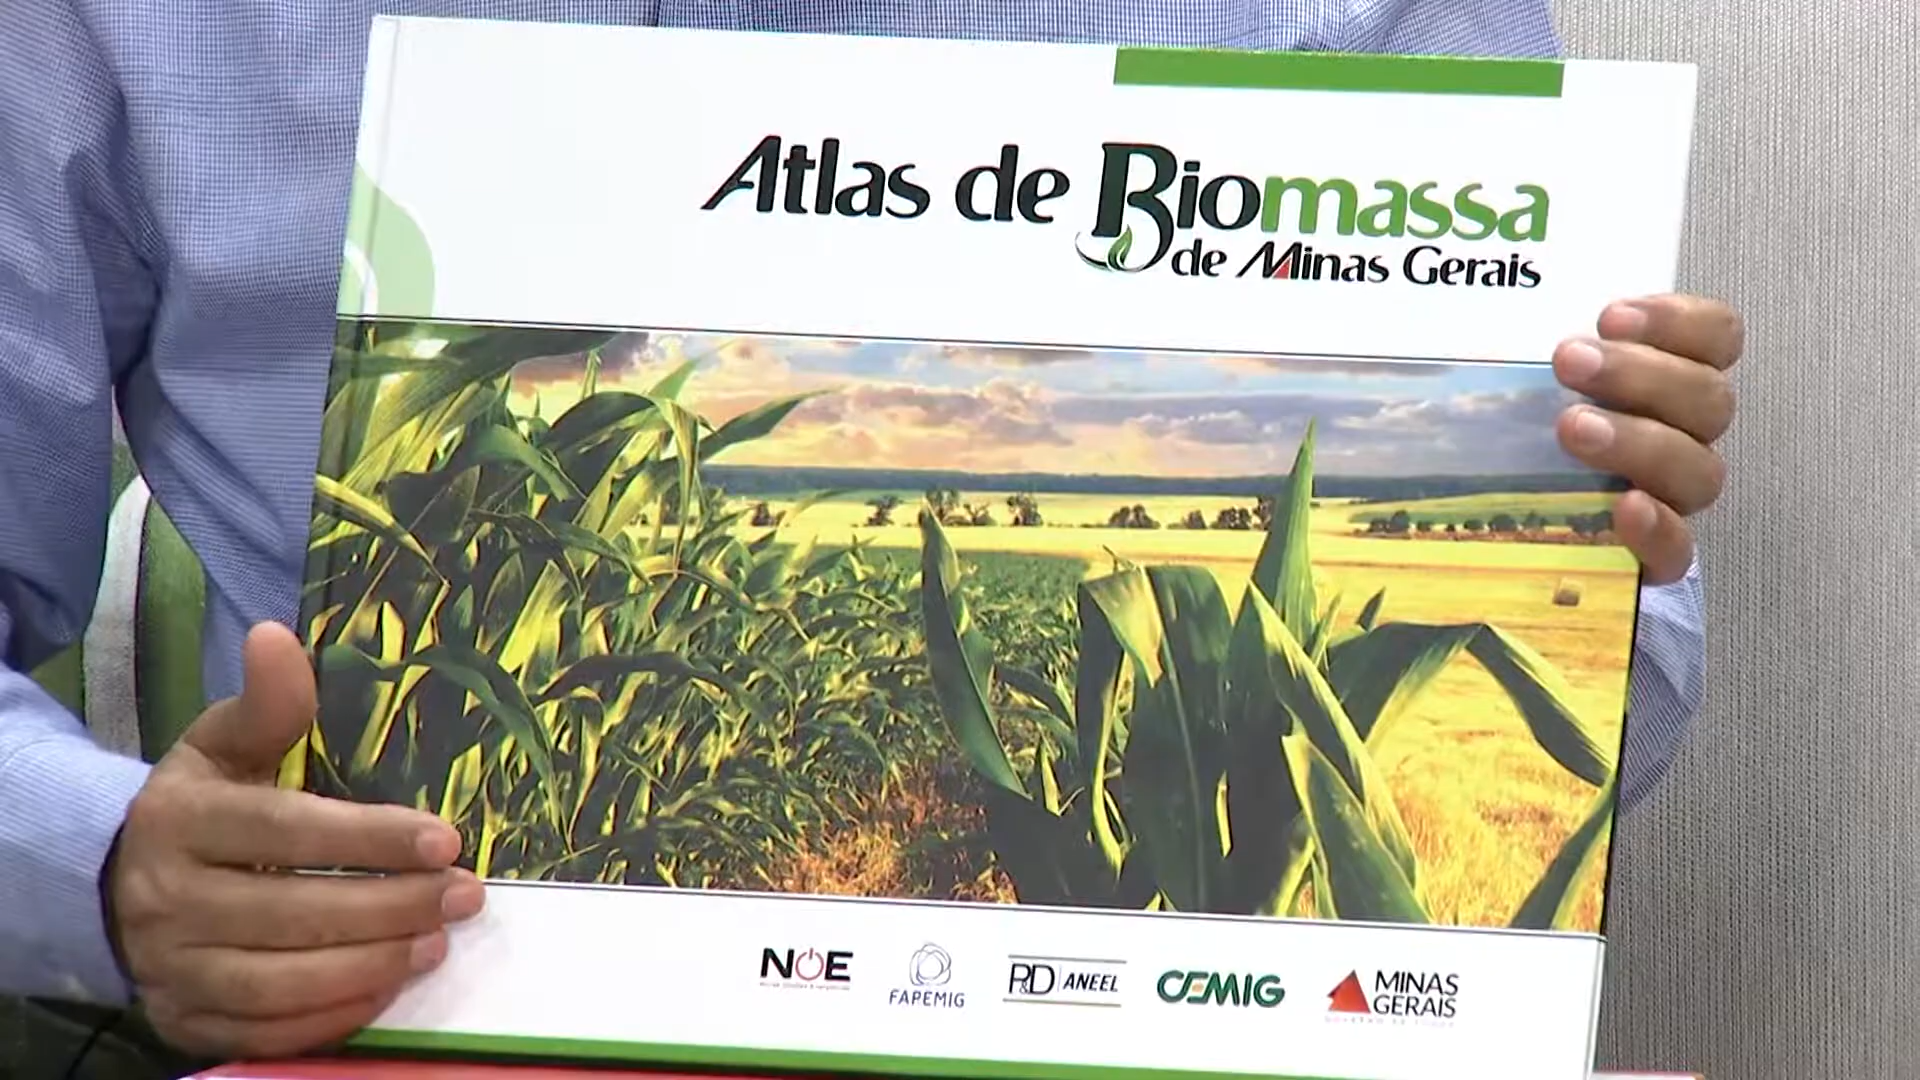 Atlas de Biomassa
de Minas Gerais
NOE
FAPEMIG
P&D ANEEL
CEMIG
MINAS
GERAIS